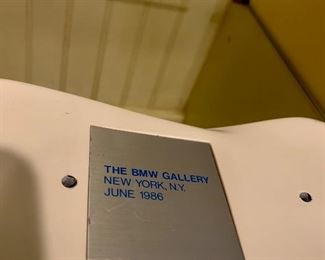 THE BMW GALLERY
NEW YORK, N.Y.
JUNE 1986